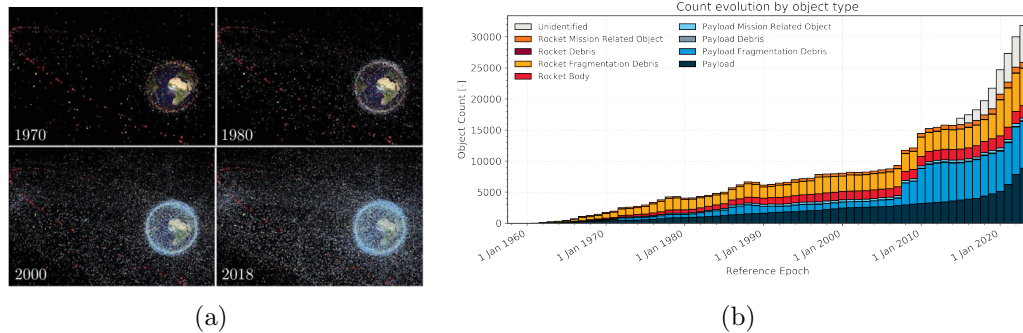 1970
1980
2000
2018
(a)
Count evolution by object type
Unidentified
Rocket Mission Related Object
Rocket Debris
Rocket Fragmentation Debris
Rocket Body
Payload Mission Related Object
Payload Debris
Payload Fragmentation Debris
Payload
Object Count [-]
30000
25000
20000
15000
10000
5000
0
1 Jan 1960
1 Jan 1970
1 Jan 1980
1 Jan 1990
1 Jan 2000
1 Jan 2010
1 Jan 2020
Reference Epoch
(b)